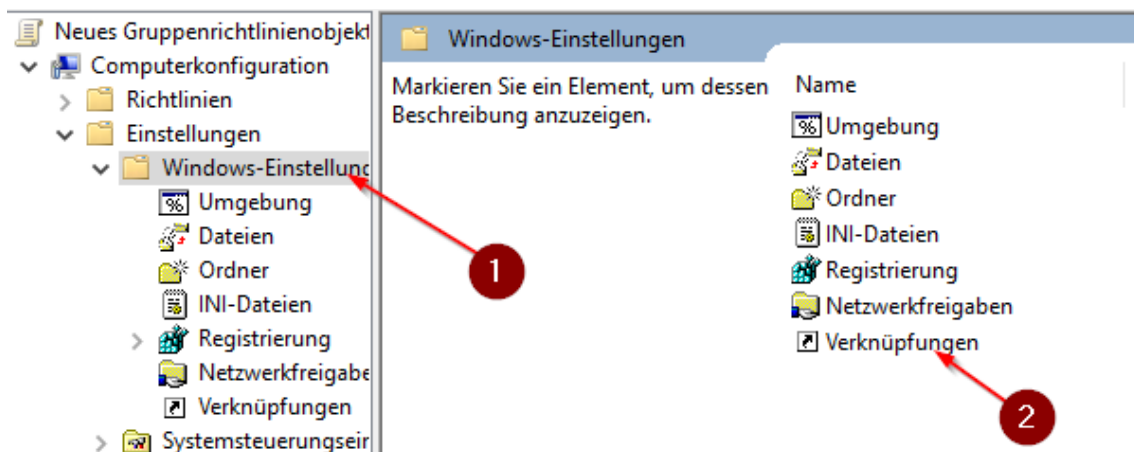 Neues Gruppenrichtlinienobjekt
Computerkonfiguration
Richtlinien
Einstellungen
Windows-Einstellung
Umgebung
Dateien
Ordner
INI-Dateien
Registrierung
Netzwerkfreigabe
Verknüpfungen
Systemsteuerungsein
Windows-Einstellungen
Markieren Sie ein Element, um dessen
Beschreibung anzuzeigen.
Name
Umgebung
Dateien
Ordner
INI-Dateien
Registrierung
Netzwerkfreigaben
Verknüpfungen
1
2